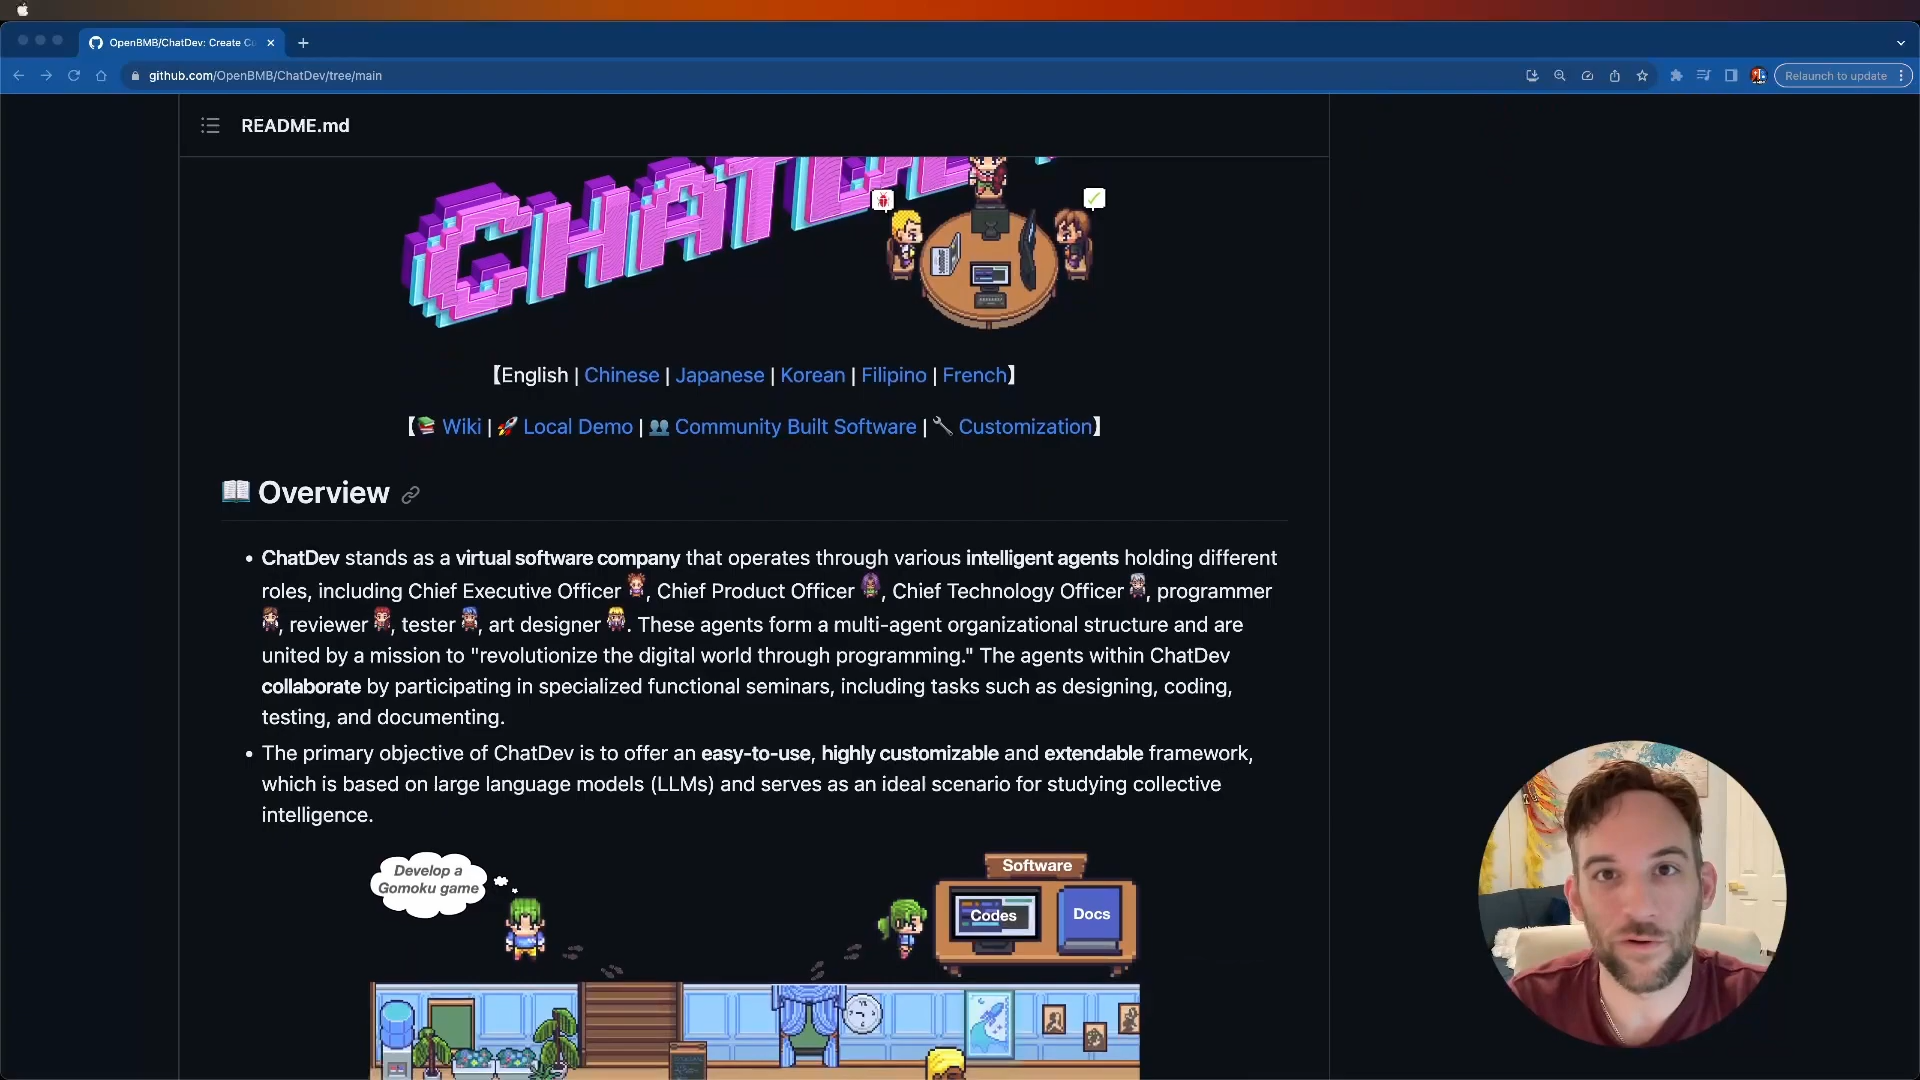 OpenBMB/ChatDev: Create Cu
github.com/OpenBMB/ChatDev/tree/main
Relaunch to update
README.md
【English | Chinese | Japanese | Korean | Filipino | French】
【📚 Wiki | 🚀 Local Demo | 👥 Community Built Software | 🔧 Customization】
📖 Overview
• ChatDev stands as a virtual software company that operates through various intelligent agents holding different
roles, including Chief Executive Officer, Chief Product Officer, Chief Technology Officer, programmer
, reviewer, tester, art designer. These agents form a multi-agent organizational structure and are
united by a mission to "revolutionize the digital world through programming." The agents within ChatDev
collaborate by participating in specialized functional seminars, including tasks such as designing, coding,
testing, and documenting.
• The primary objective of ChatDev is to offer an easy-to-use, highly customizable and extendable framework,
which is based on large language models (LLMs) and serves as an ideal scenario for studying collective
intelligence.
Develop a
Gomoku game
Software
Codes
Docs